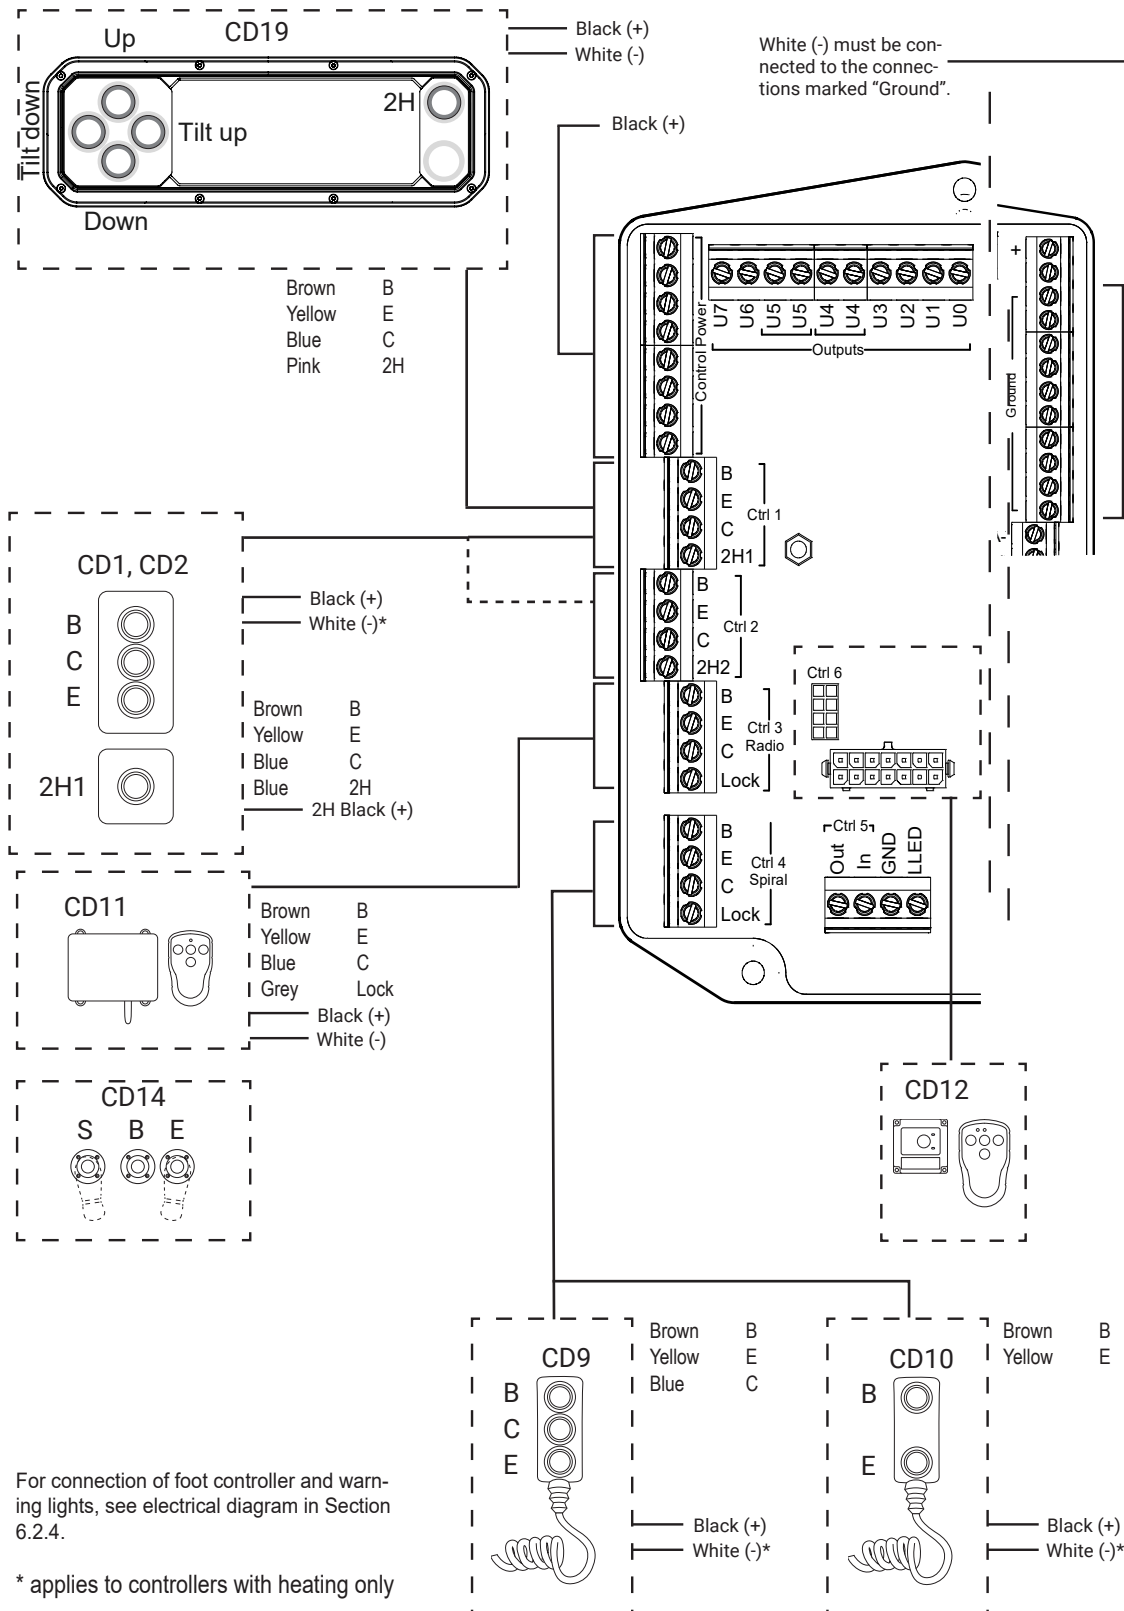 Up
CD19
Tilt down
Tilt up
2H
Down
Black (+)
White (-)
White (-) must be con-
nected to the connec-
tions marked “Ground”.
Black (+)
Brown B
Yellow E
Blue C
Pink 2H
Control Power
U7 U6 U5 U5 U4 U4 U3 U2 U1 U0
Outputs
+
Ground
B
E
C
2H1
Ctrl 1
B
E
C
2H2
Ctrl 2
B
E
C
Lock
Ctrl 3
Radio
B
E
C
Lock
Ctrl 4
Spiral
Ctrl 6
Ctrl 5
Out In GND LLED
CD1, CD2
B
C
E
2H1
Black (+)
White (-)*
Brown B
Yellow E
Blue C
Blue 2H
2H Black (+)
CD11
Brown B
Yellow E
Blue C
Grey Lock
Black (+)
White (-)
CD14
S B E
CD12
CD9
B
C
E
Brown B
Yellow E
Blue C
Black (+)
White (-)*
CD10
B
E
Brown B
Yellow E
Black (+)
White (-)*
For connection of foot controller and warn-
ing lights, see electrical diagram in Section
6.2.4.
* applies to controllers with heating only